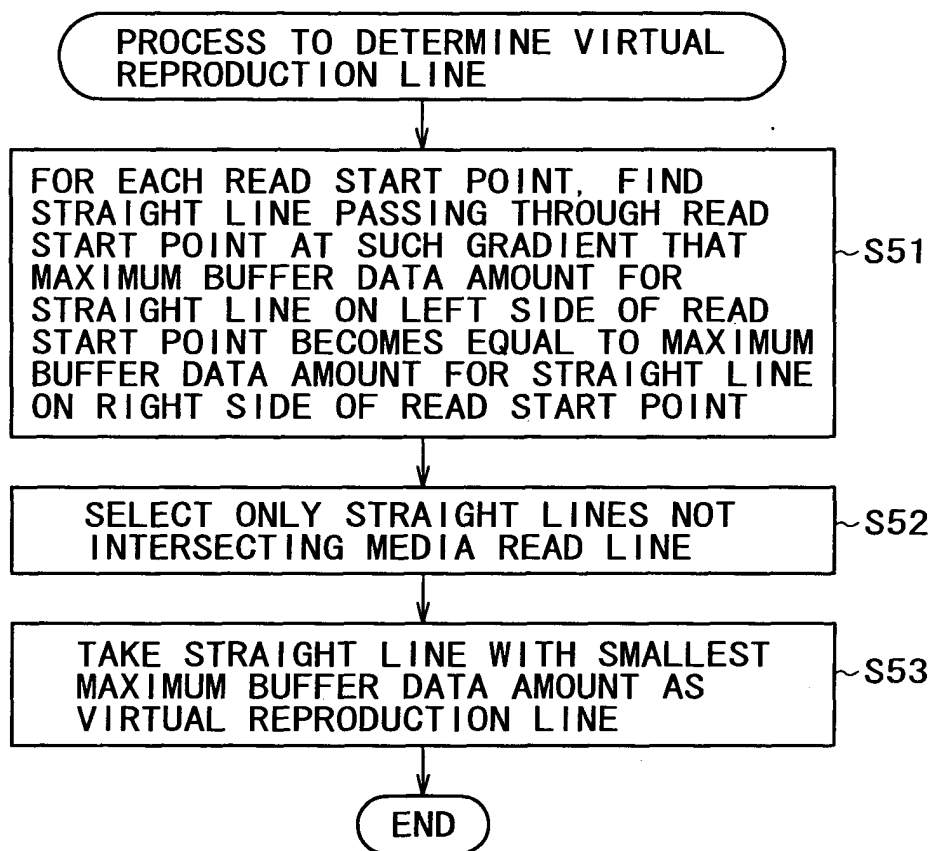 PROCESS TO DETERMINE VIRTUAL
REPRODUCTION LINE
FOR EACH READ START POINT, FIND
STRAIGHT LINE PASSING THROUGH READ
START POINT AT SUCH GRADIENT THAT
MAXIMUM BUFFER DATA AMOUNT FOR
STRAIGHT LINE ON LEFT SIDE OF READ
START POINT BECOMES EQUAL TO MAXIMUM
BUFFER DATA AMOUNT FOR STRAIGHT LINE
ON RIGHT SIDE OF READ START POINT
~S51
SELECT ONLY STRAIGHT LINES NOT
INTERSECTING MEDIA READ LINE
~S52
TAKE STRAIGHT LINE WITH SMALLEST
MAXIMUM BUFFER DATA AMOUNT AS
VIRTUAL REPRODUCTION LINE
~S53
END